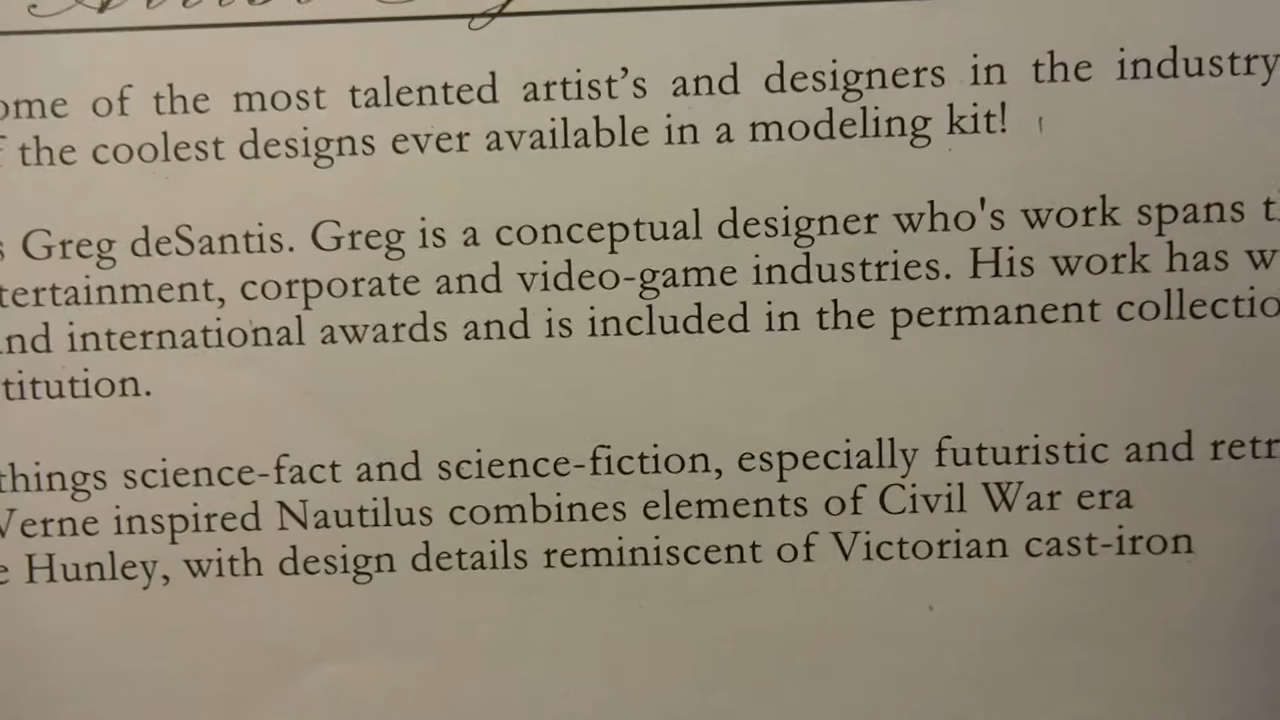 of the most talented artist's and designers in the industry
the coolest designs ever available in a modeling kit!
Greg deSantis. Greg is a conceptual designer who's work spans
tertainment, corporate and video-game industries. His work has w
nd international awards and is included in the permanent collectio
titution.
things science-fact and science-fiction, especially futuristic and retr
Verne inspired Nautilus combines elements of Civil War era
Hunley, with design details reminiscent of Victorian cast-iron